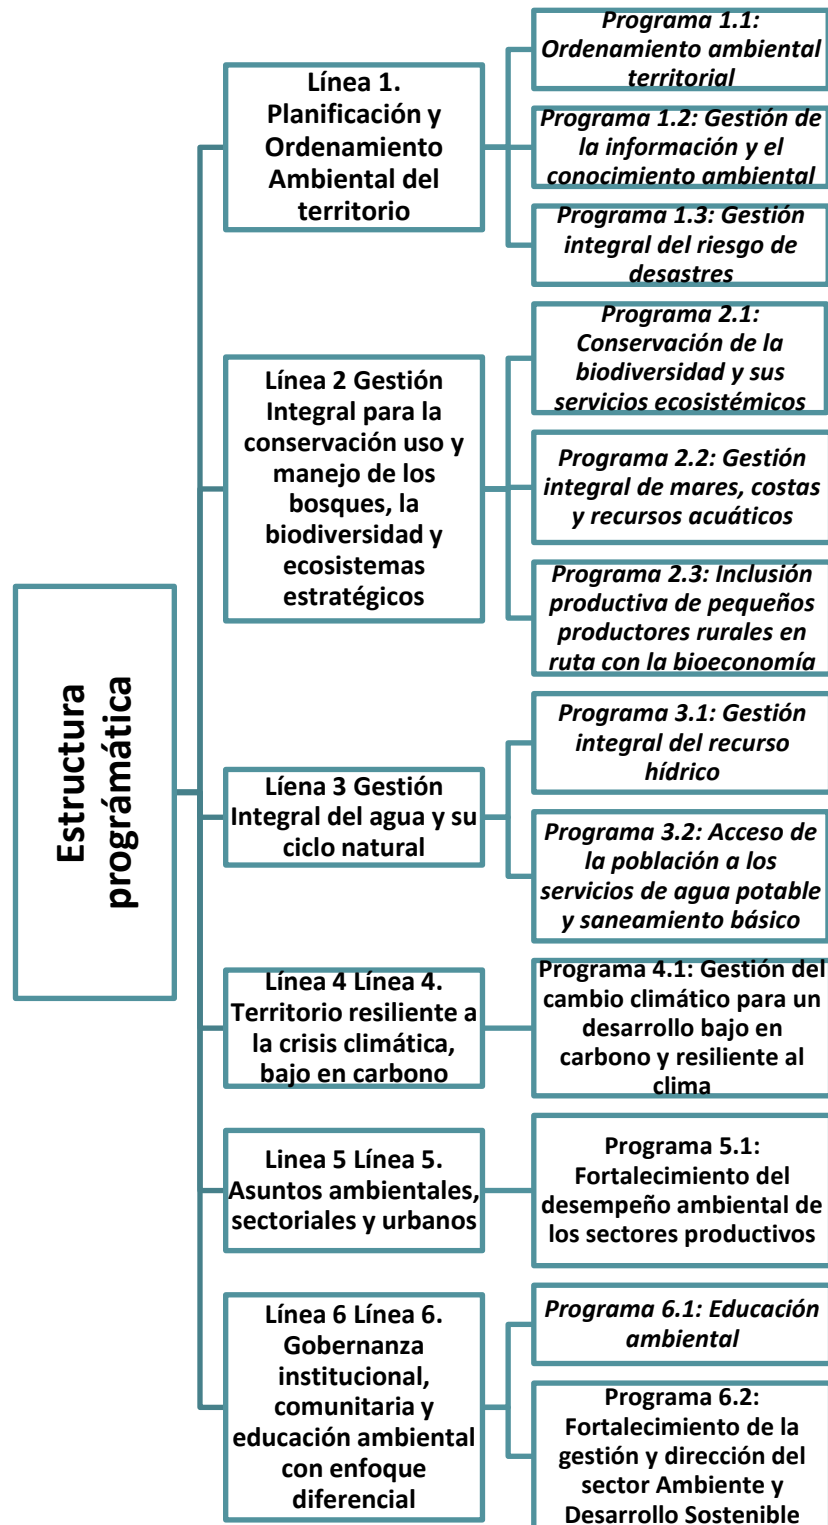 Estructura
prográmática
Línea 1.
Planificación y
Ordenamiento
Ambiental del
territorio
Programa 1.1:
Ordenamiento ambiental
territorial
Programa 1.2: Gestión de
la información y el
conocimiento ambiental
Programa 1.3: Gestión
integral del riesgo de
desastres
Línea 2 Gestión
Integral para la
conservación uso y
manejo de los
bosques, la
biodiversidad y
ecosistemas
estratégicos
Programa 2.1:
Conservación de la
biodiversidad y sus
servicios ecosistémicos
Programa 2.2: Gestión
integral de mares, costas
y recursos acuáticos
Programa 2.3: Inclusión
productiva de pequeños
productores rurales en
ruta con la bioeconomía
Líena 3 Gestión
Integral del agua y su
ciclo natural
Programa 3.1: Gestión
integral del recurso
hídrico
Programa 3.2: Acceso de
la población a los
servicios de agua potable
y saneamiento básico
Línea 4 Línea 4.
Territorio resiliente a
la crisis climática,
bajo en carbono
Programa 4.1: Gestión del
cambio climático para un
desarrollo bajo en
carbono y resiliente al
clima
Linea 5 Línea 5.
Asuntos ambientales,
sectoriales y urbanos
Programa 5.1:
Fortalecimiento del
desempeño ambiental de
los sectores productivos
Línea 6 Línea 6.
Gobernanza
institucional,
comunitaria y
educación ambiental
con enfoque
diferencial
Programa 6.1: Educación
ambiental
Programa 6.2:
Fortalecimiento de la
gestión y dirección del
sector Ambiente y
Desarrollo Sostenible